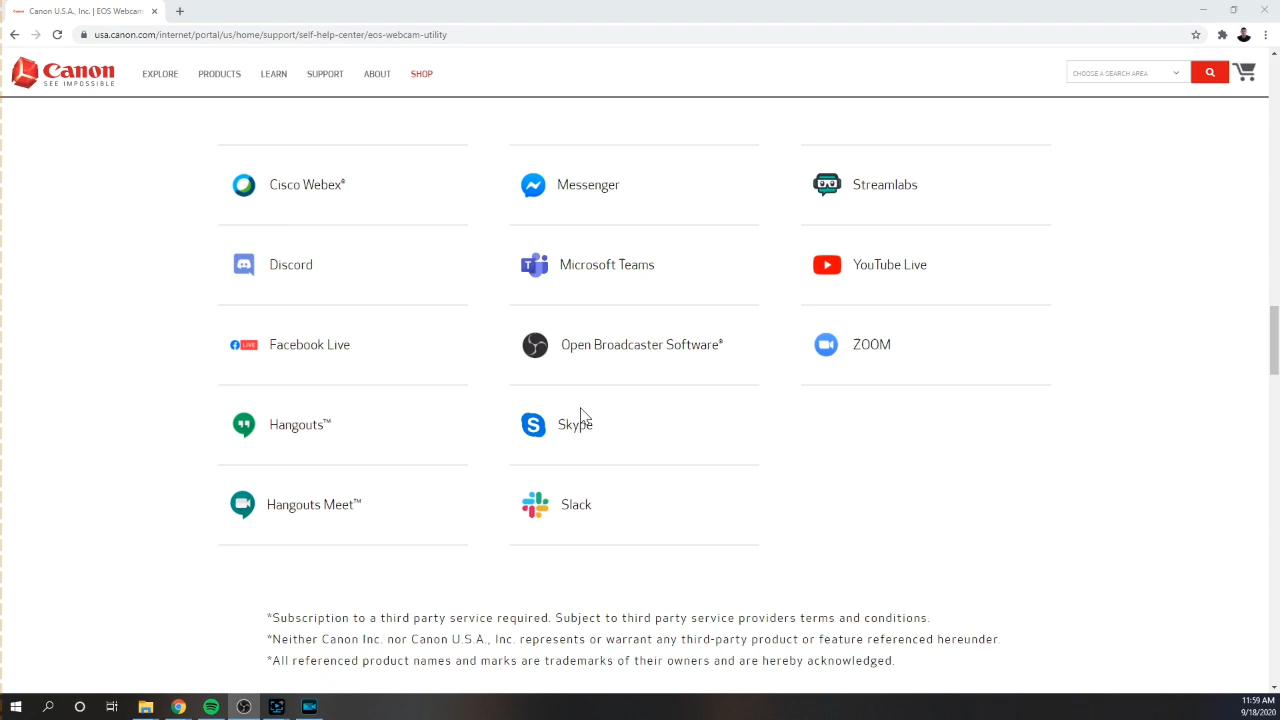 Canon U.S.A., Inc. | EOS Webcam
usa.canon.com/internet/portal/us/home/support/self-help-center/eos-webcam-utility
Canon
SEE IMPOSSIBLE
EXPLORE PRODUCTS LEARN SUPPORT ABOUT SHOP
CHOOSE A SEARCH AREA
Cisco Webex® Messenger Streamlabs
Discord Microsoft Teams YouTube Live
LIVE Facebook Live Open Broadcaster Software® ZOOM
Hangouts™ Skype
Hangouts Meet™ Slack
*Subscription to a third party service required. Subject to third party service providers terms and conditions.
*Neither Canon Inc. nor Canon U.S.A., Inc. represents or warrant any third-party product or feature referenced hereunder.
*All referenced product names and marks are trademarks of their owners and are hereby acknowledged.
11:59 AM
9/18/2020